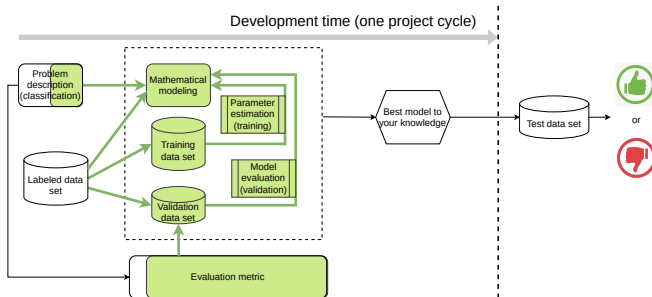 Development time (one project cycle)
Problem
description
(classification)
Mathematical
modeling
Parameter
estimation
(training)
Training
data set
Labeled data
set
Model
evaluation
(validation)
Validation
data set
Evaluation metric
Best model to
your knowledge
Test data set
or